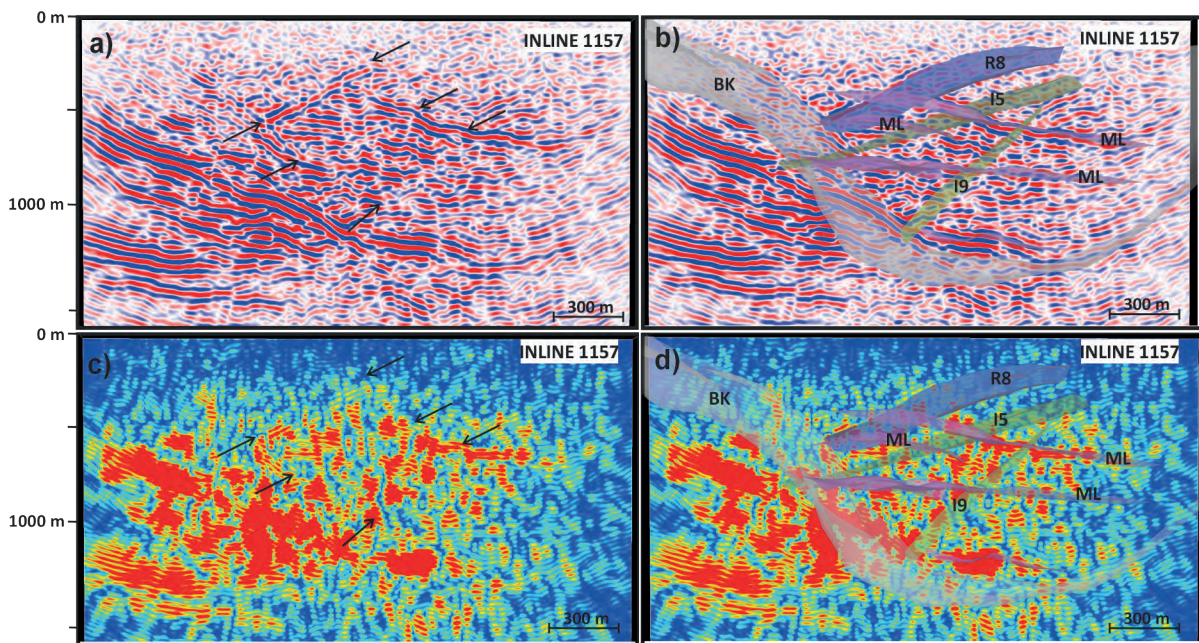 0 m
a)
INLINE 1157
1000 m
300 m
b)
INLINE 1157
BK
R8
I5
ML
ML
ML
I9
300 m
0 m
c)
INLINE 1157
1000 m
300 m
d)
INLINE 1157
BK
R8
I5
ML
ML
ML
I9
300 m